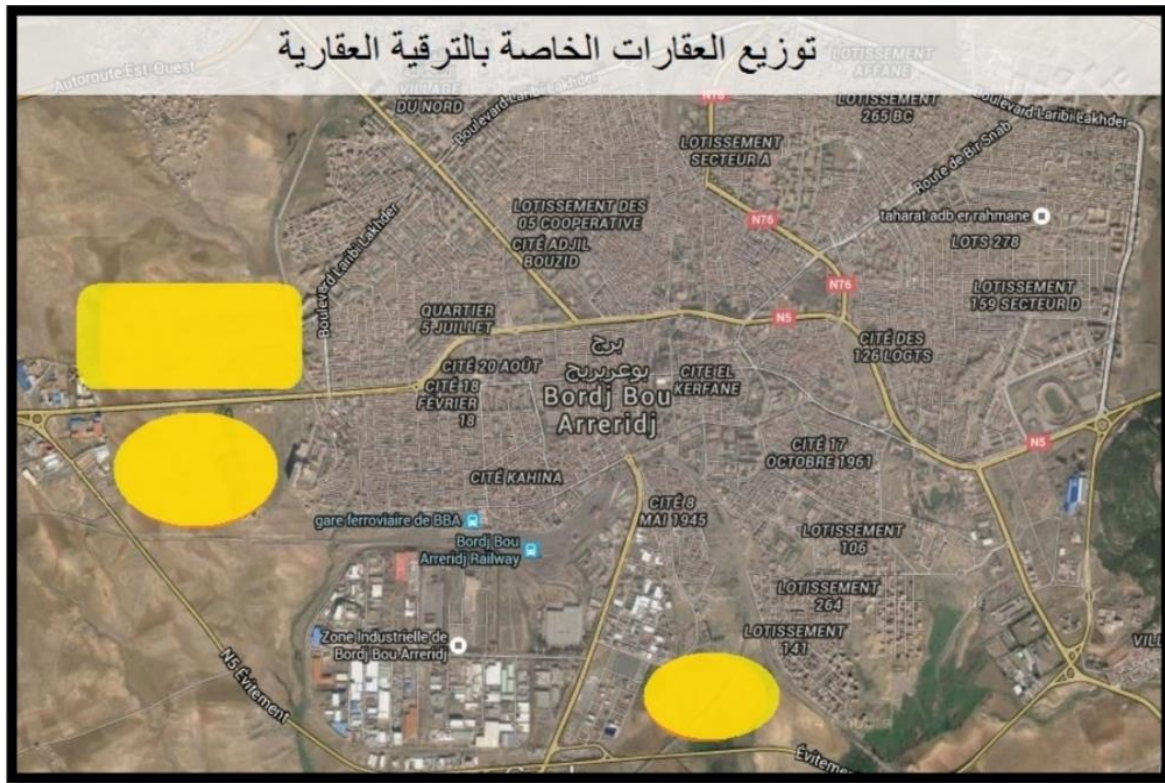 توزيع العقارات الخاصة بالترقية العقارية
Autoroute Est-Ouest
VILLAGE
DU NORD
Boulevard Laribi Lakhder
LOTISSEMENT
AFFANE
LOTISSEMENT
265 BC
Boulevard Laribi Lakhder
N76
LOTISSEMENT
SECTEUR A
Route de Bir Snab
LOTISSEMENT DES
05 COOPERATIVE
CITÉ ADJIL
BOUZID
N76
taharat adb er rahmane
LOTS 278
Boulevard Laribi Lakhder
N76
LOTISSEMENT
159 SECTEUR D
QUARTIER
5 JUILLET
N5
CITÉ DES
126 LOGTS
برج
بوعريريج
Bordj Bou
Arreridj
CITÉ 20 AOÛT
CITÉ 18
FÉVRIER
18
CITE EL
KERFANE
N5
CITÉ 17
OCTOBRE 1961
CITÉ KAHINA
CITÉ 8
MAI 1945
gare ferroviaire de BBA
Bordj Bou
Arreridj Railway
LOTISSEMENT
106
LOTISSEMENT
264
LOTISSEMENT
141
Zone Industrielle de
Bordj Bou Arreridj
VILL
N5 Évitement
Évitement